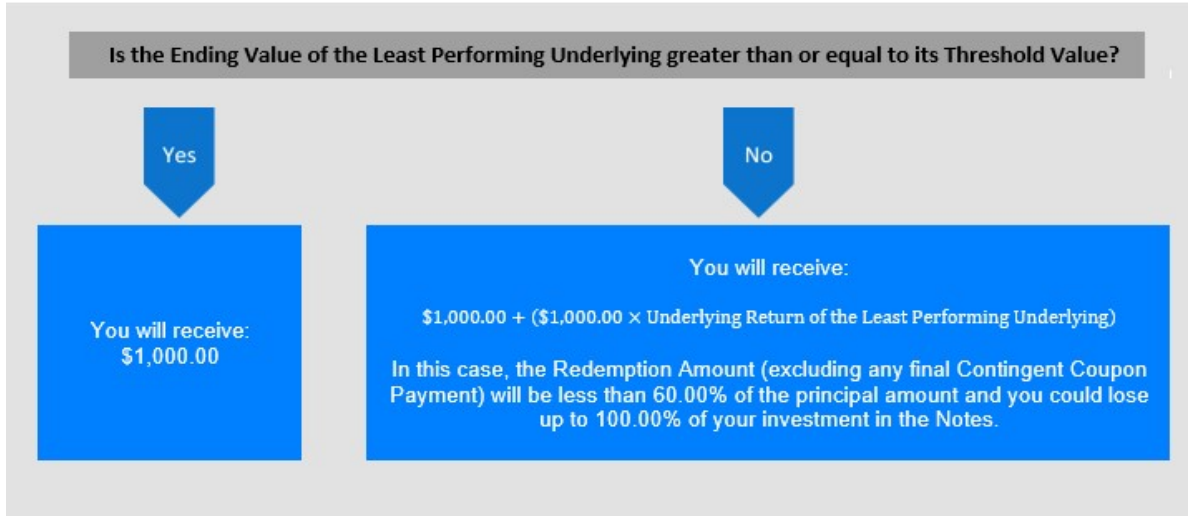 Is the Ending Value of the Least Performing Underlying greater than or equal to its Threshold Value?
Yes
No
You will receive:
$1,000.00
You will receive:
$1,000.00 + ($1,000.00 × Underlying Return of the Least Performing Underlying)
In this case, the Redemption Amount (excluding any final Contingent Coupon
Payment) will be less than 60.00% of the principal amount and you could lose
up to 100.00% of your investment in the Notes.